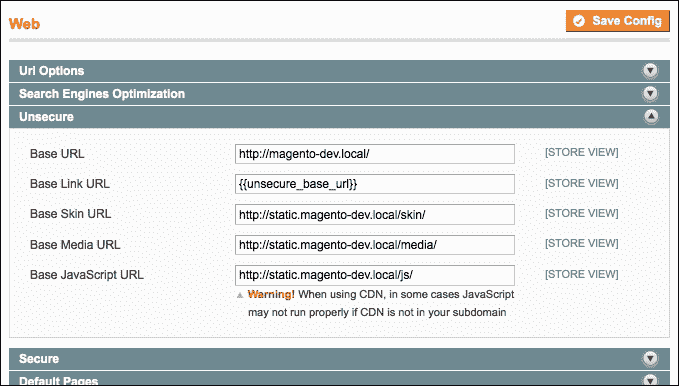 Web
Save Config
Url Options
Search Engines Optimization
Unsecure
Base URL http://magento-dev.local/ [STORE VIEW]
Base Link URL {{unsecure_base_url}} [STORE VIEW]
Base Skin URL http://static.magento-dev.local/skin/ [STORE VIEW]
Base Media URL http://static.magento-dev.local/media/ [STORE VIEW]
Base JavaScript URL http://static.magento-dev.local/js/ [STORE VIEW]
Warning! When using CDN, in some cases JavaScript
may not run properly if CDN is not in your subdomain
Secure
Default Pages